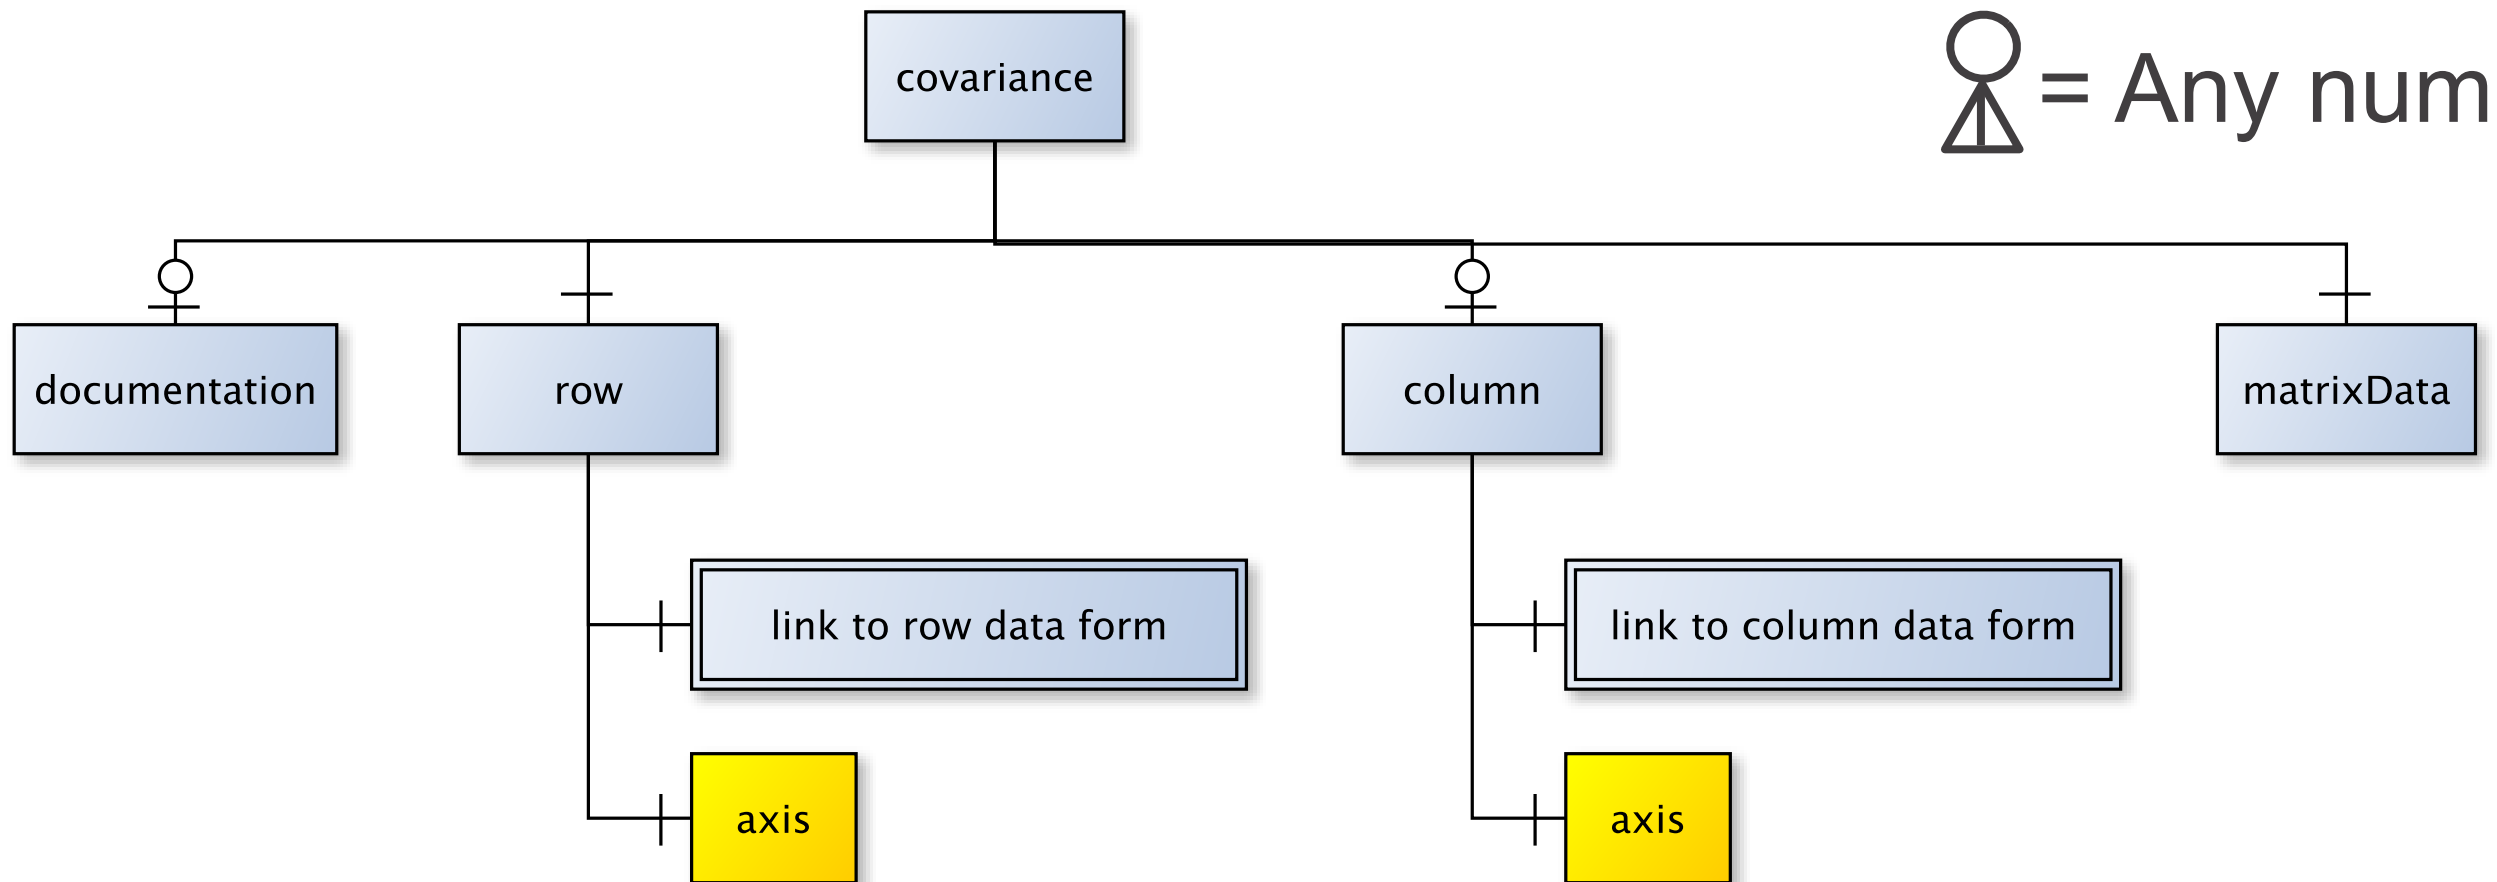 covariance
= Any num
documentation
row
column
matrixData
link to row data form
link to column data form
axis
axis